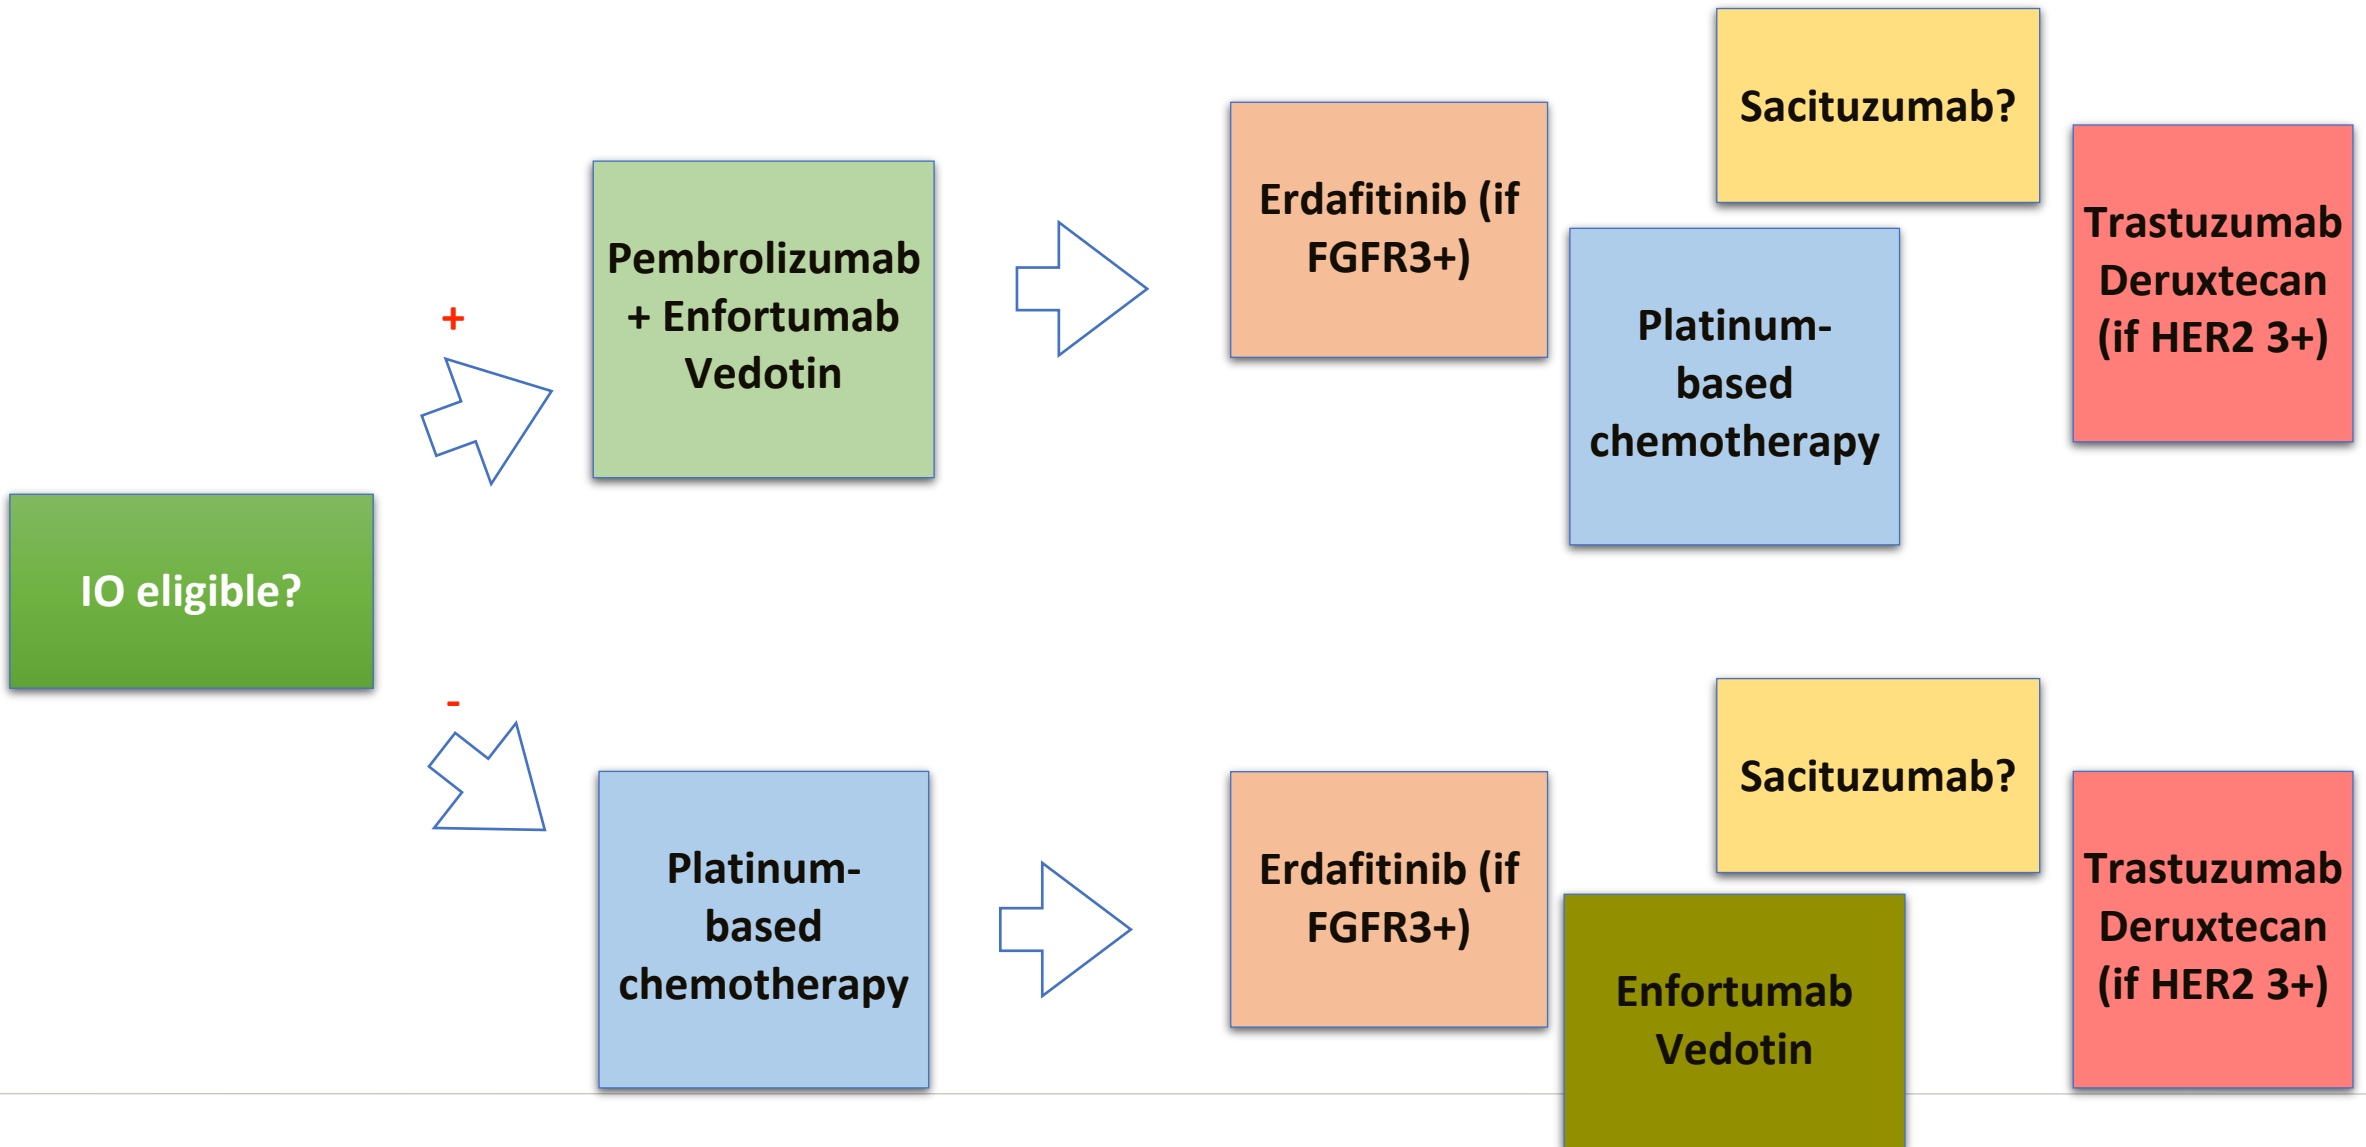 IO eligible?
+
Pembrolizumab
+ Enfortumab
Vedotin
Erdafitinib (if
FGFR3+)
Sacituzumab?
Platinum-
based
chemotherapy
Trastuzumab
Deruxtecan
(if HER2 3+)
-
Platinum-
based
chemotherapy
Erdafitinib (if
FGFR3+)
Sacituzumab?
Enfortumab
Vedotin
Trastuzumab
Deruxtecan
(if HER2 3+)